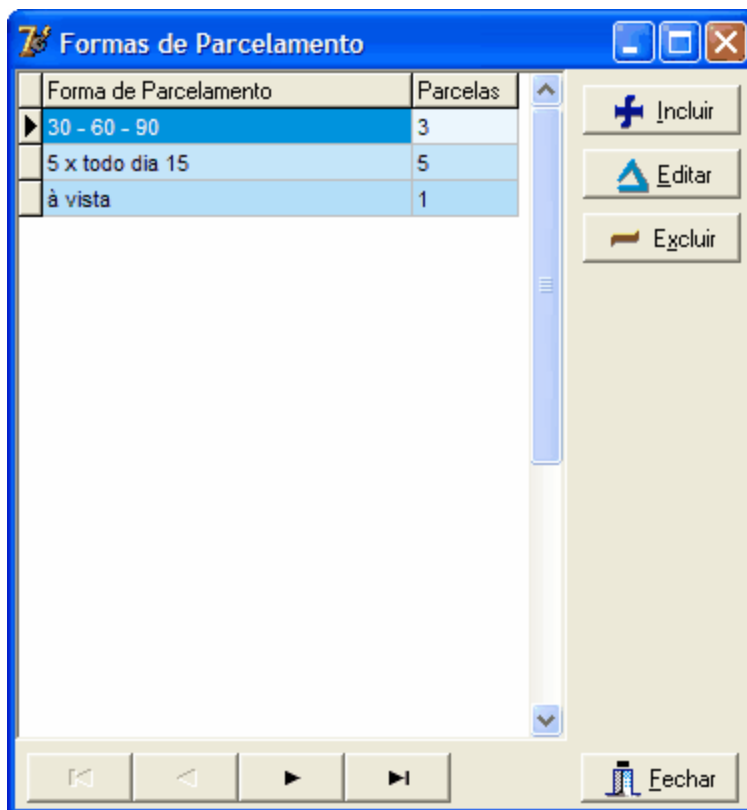 Formas de Parcelamento
Forma de Parcelamento Parcelas
30 - 60 - 90 3
5 x todo dia 15 5
à vista 1
Incluir
Editar
Excluir
Fechar